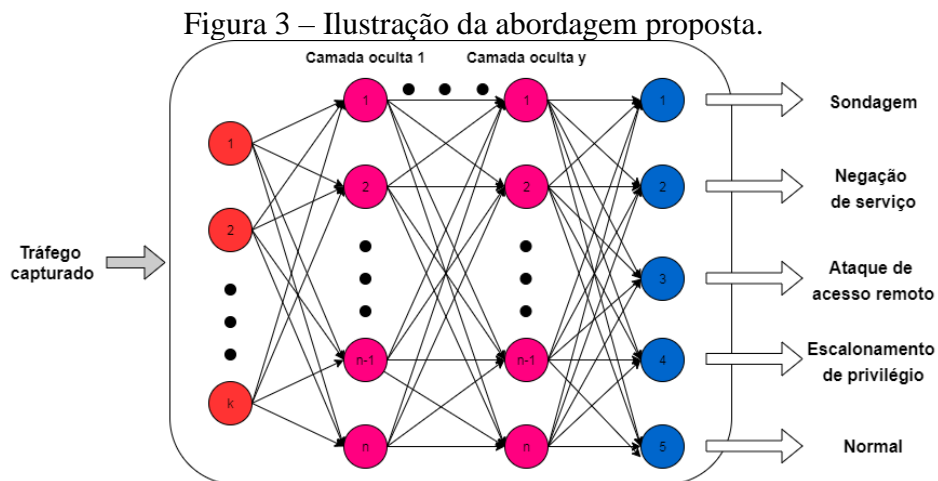 Figura 3 – Ilustração da abordagem proposta.
Camada oculta 1
Camada oculta y
Tráfego
capturado
1
2
k
1
2
n-1
n
1
2
n-1
n
1
2
3
4
5
Sondagem
Negação
de serviço
Ataque de
acesso remoto
Escalonamento
de privilégio
Normal